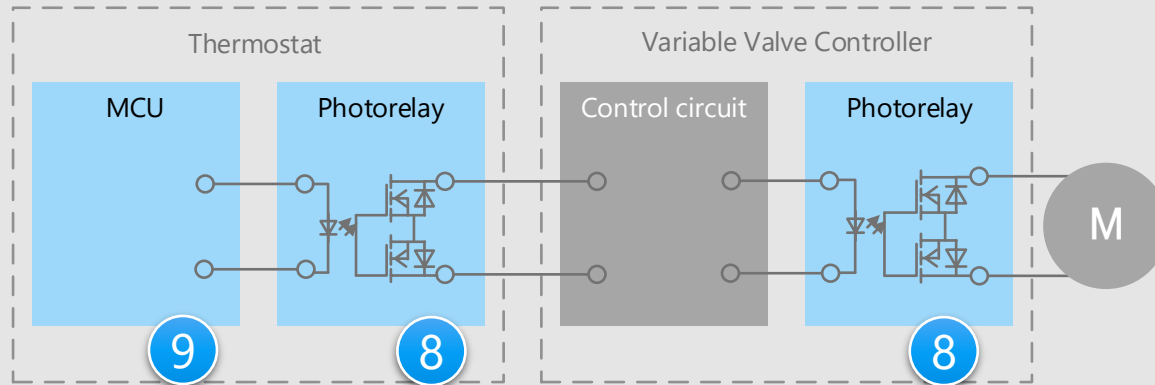 Thermostat
Variable Valve Controller
MCU
Photorelay
Control circuit
Photorelay
M
9
8
8